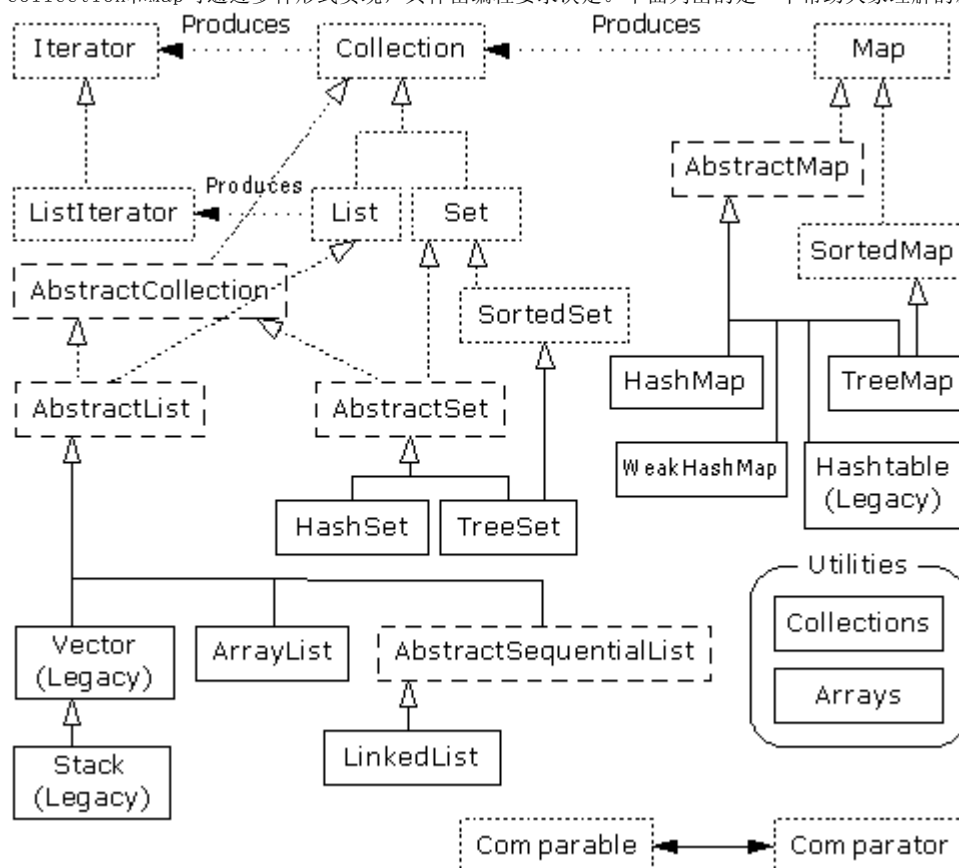 Produces
Produces
Iterator
Collection
Map
AbstractMap
Produces
ListIterator
List
Set
SortedMap
AbstractCollection
SortedSet
HashMap
TreeMap
AbstractList
AbstractSet
WeakHashMap
Hashtable
(Legacy)
HashSet
TreeSet
Utilities
Collections
Vector
(Legacy)
ArrayList
AbstractSequentialList
Arrays
Stack
(Legacy)
LinkedList
Comparable
Comparator